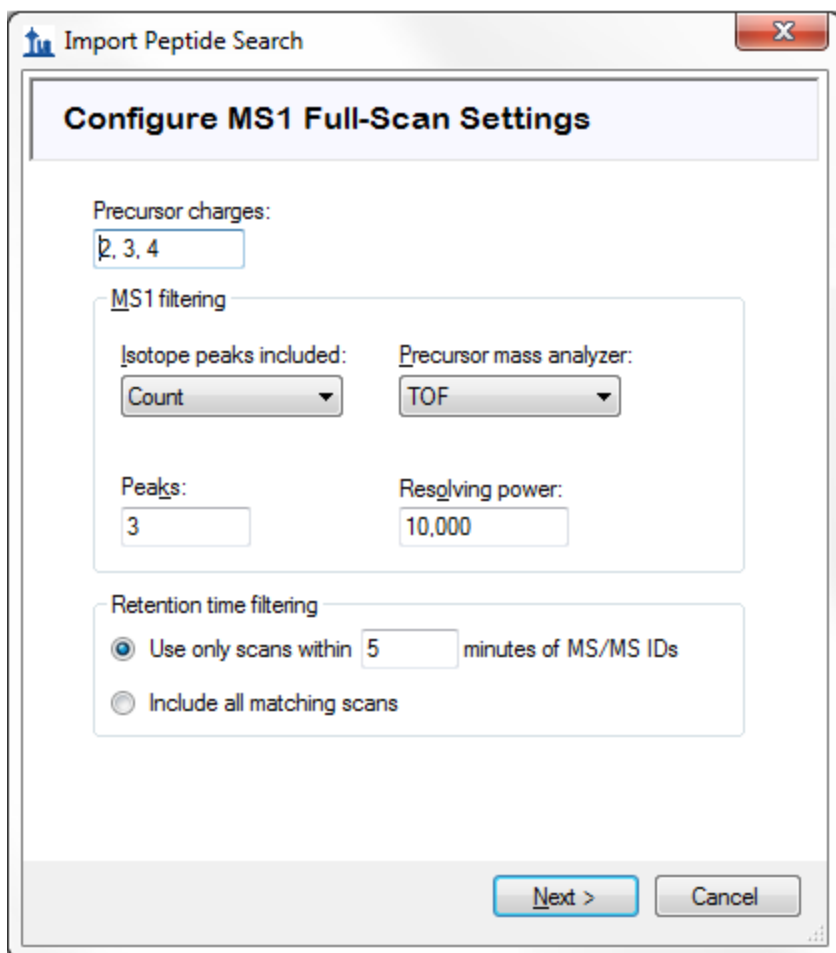 Import Peptide Search
Configure MS1 Full-Scan Settings
Precursor charges:
2, 3, 4
MS1 filtering
Isotope peaks included: Precursor mass analyzer:
Count TOF
Peaks: Resolving power:
3 10,000
Retention time filtering
Use only scans within 5 minutes of MS/MS IDs
Include all matching scans
Next > Cancel